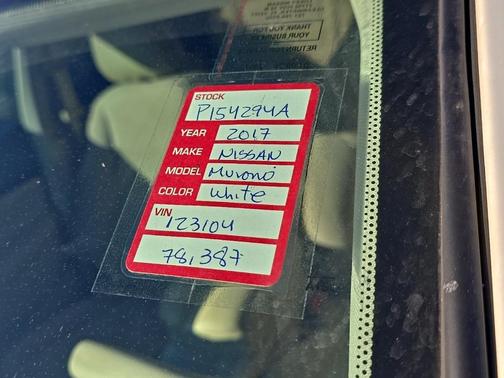 THANK YOU FOR
YOUR BUSINESS
STOCK
P154294A
YEAR 2017
MAKE NISSAN
MODEL Murano
COLOR white
VIN
123104
78,387